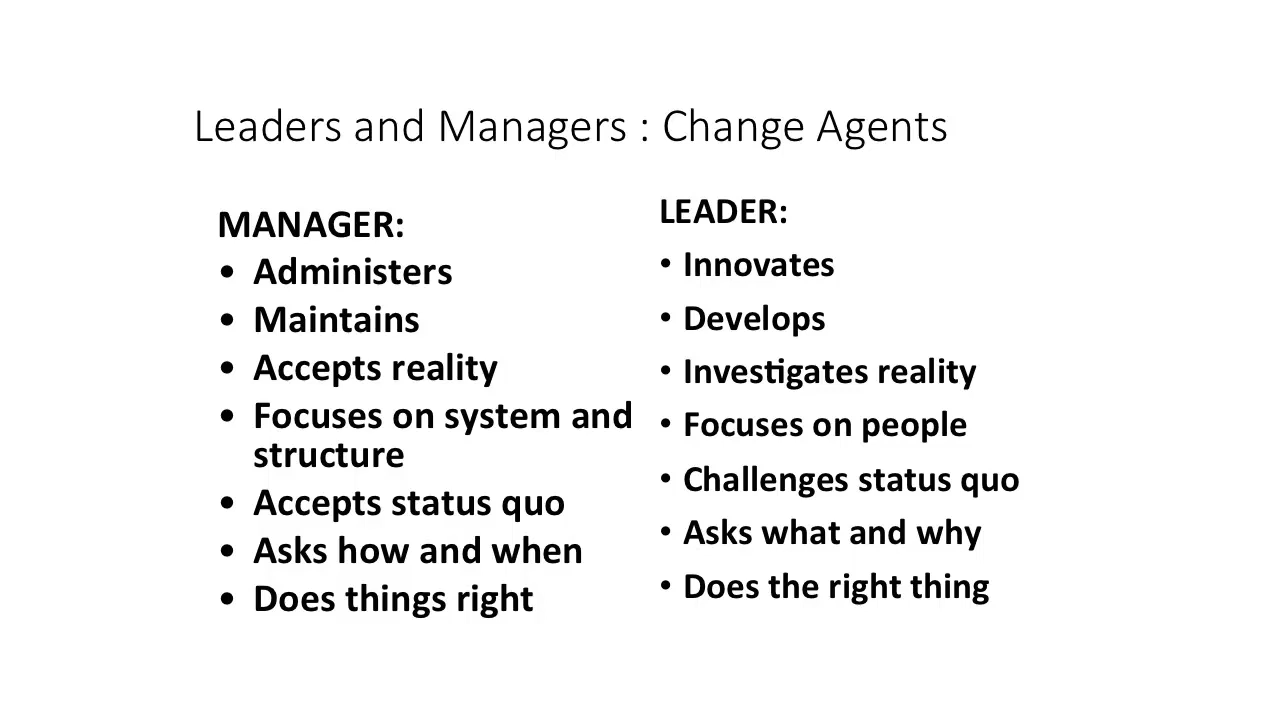 Leaders and Managers : Change Agents
MANAGER:
• Administers
• Maintains
• Accepts reality
• Focuses on system and
structure
• Accepts status quo
• Asks how and when
• Does things right
LEADER:
• Innovates
• Develops
• Investigates reality
• Focuses on people
• Challenges status quo
• Asks what and why
• Does the right thing